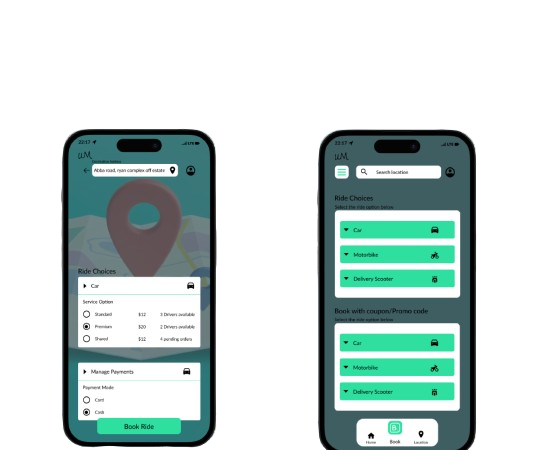 22:17
UM
Abba road, ryan complex aff estate
Ride Choices
Car
Service Option
Standard $12 3 Drivers available
Premium $20 2 Drivers available
Shared $12 4 pending orders
Manage Payments
Payment Mode
Card
Cash
Book Ride
22:17
LTE
UM
Search location
Ride Choices
Select the ride option below
Car
Motorbike
Delivery Scooter
Book with coupon/Promo code
Select the ride option below
Car
Motorbike
Delivery Scooter
Home Book Location